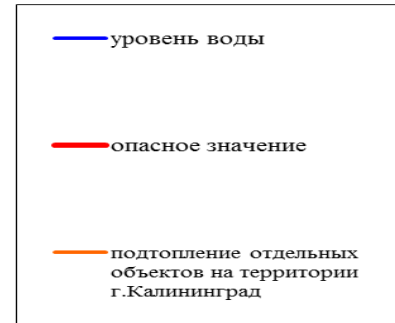 уровень воды
опасное значение
подтопление отдельных
объектов на территории
г.Калининград